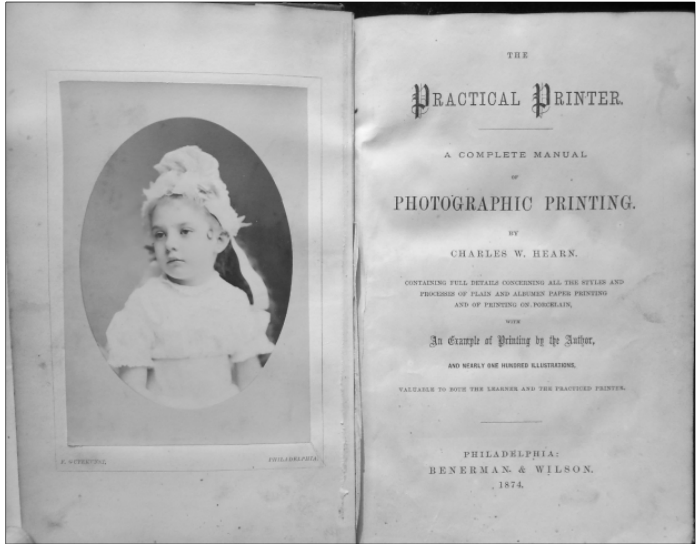 PHILADELPHIA
THE
PRACTICAL PRINTER.
A COMPLETE MANUAL
OF
PHOTOGRAPHIC PRINTING.
BY
CHARLES W. HEARN.
CONTAINING FULL DETAILS CONCERNING ALL THE STYLES AND
PROCESSES OF PLAIN AND ALBUMEN PAPER PRINTING
AND OF PRINTING ON PORCELAIN,
WITH
An Example of Printing by the Author,
AND NEARLY ONE HUNDRED ILLUSTRATIONS,
VALUABLE TO BOTH THE LEARNER AND THE PRACTICED PRINTER.
PHILADELPHIA:
BENERMAN & WILSON.
1874.